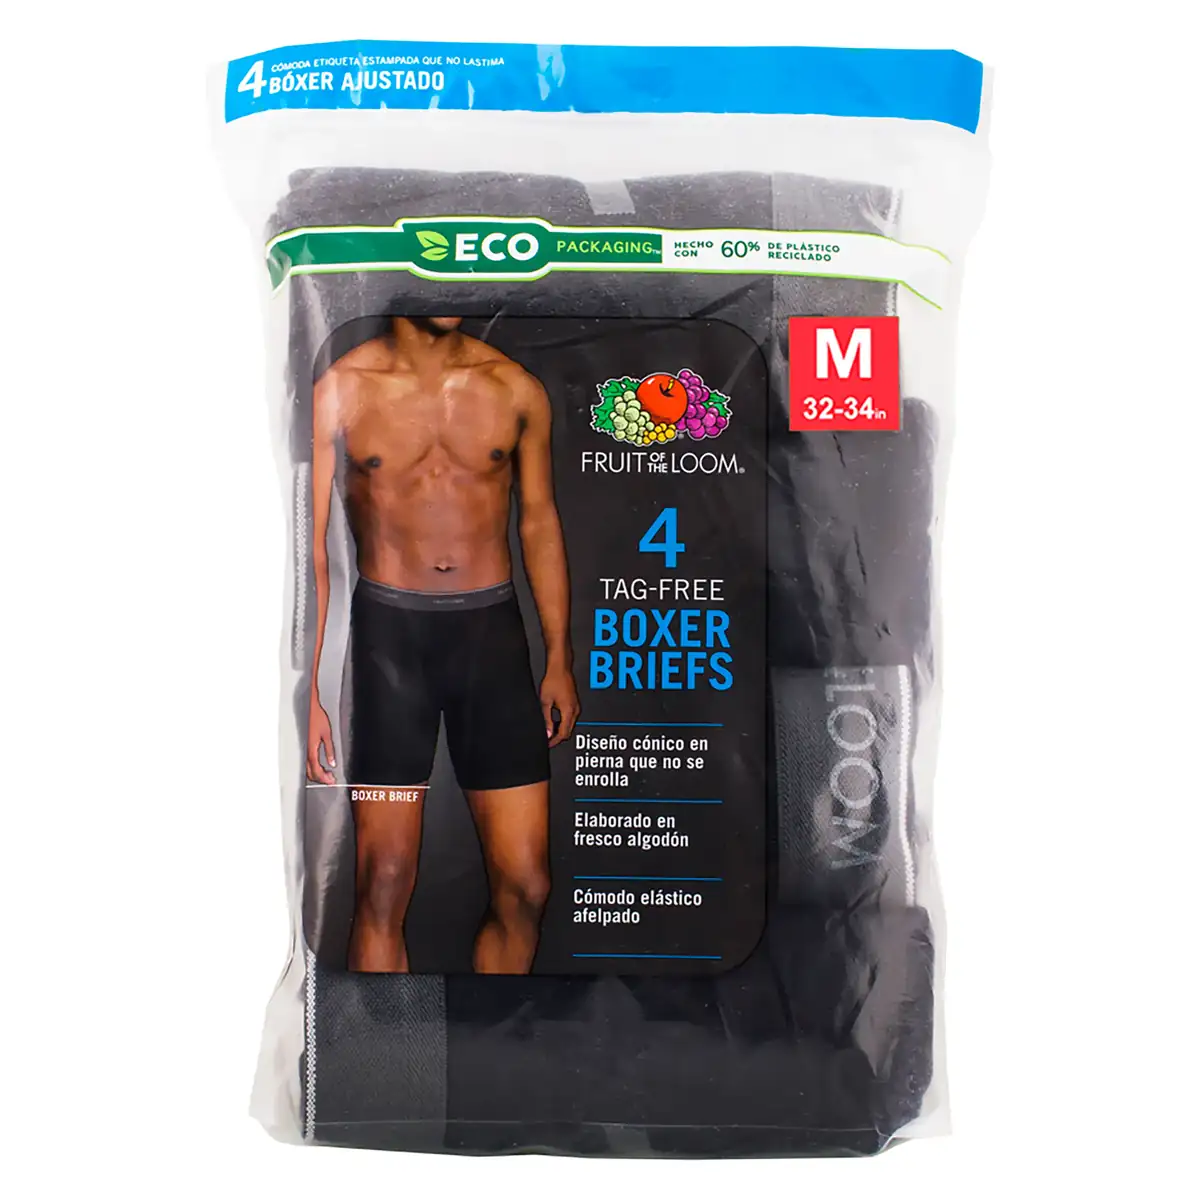 4 CÓMODA ETIQUETA ESTAMPADA QUE NO LASTIMA
BÓXER AJUSTADO
ECO PACKAGING™ HECHO CON 60% DE PLÁSTICO RECICLADO
M
32-34in
FRUIT OF THE LOOM®
4
TAG-FREE
BOXER
BRIEFS
Diseño cónico en
pierna que no se
enrolla
BOXER BRIEF
Elaborado en
fresco algodón
Cómodo elástico
afelpado
LOOM